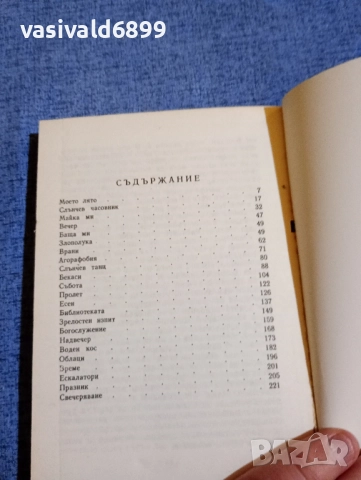 vasivald6899
СЪДЪРЖАНИЕ
Моето лято 7
Слънчев часовник 17
Майка ми 32
Вечер 47
Баща ми 49
Злополука 49
Врани 62
Агорафобия 71
Слънчев танц 80
Бекаси 88
Събота 104
Пролет 122
Есен 126
Библиотеката 137
Зрелостен изпит 149
Богослужение 159
Надвечер 168
Воден кос 173
Облаци 182
Време 196
Ескалатори 201
Празник 205
Свечеряване 221
BAZAR